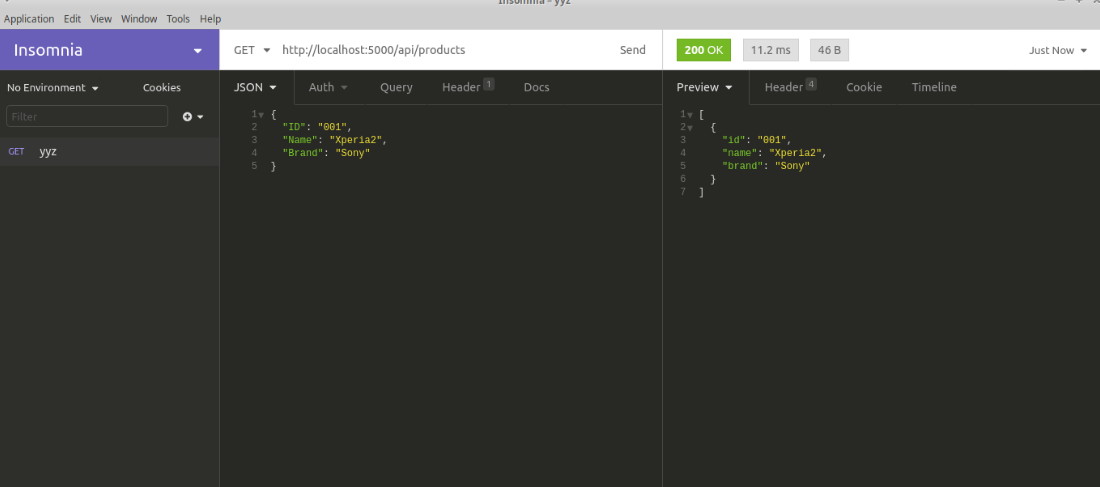 Insomnia - yyz
Application Edit View Window Tools Help
Insomnia
GET http://localhost:5000/api/products Send
200 OK 11.2 ms 46 B Just Now
No Environment Cookies
JSON Auth Query Header 1 Docs
Preview Header 4 Cookie Timeline
Filter
GET yyz
1 {
2 "ID": "001",
3 "Name": "Xperia2",
4 "Brand": "Sony"
5 }
1 [
2 {
3 "id": "001",
4 "name": "Xperia2",
5 "brand": "Sony"
6 }
7 ]